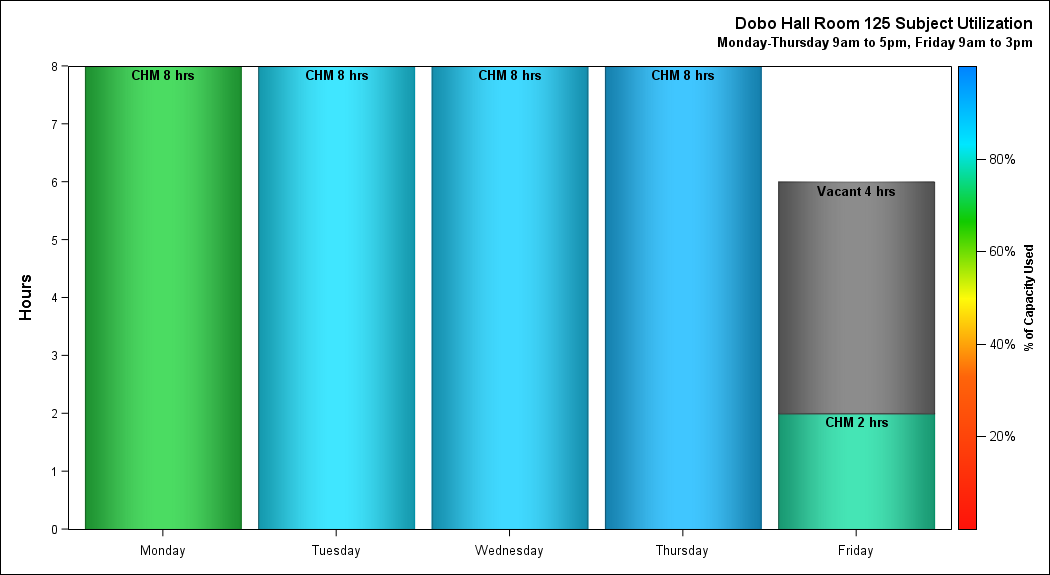 Dobo Hall Room 125 Subject Utilization
Monday-Thursday 9am to 5pm, Friday 9am to 3pm
8
7
6
5
4
3
2
1
0
Hours
CHM 8 hrs
CHM 8 hrs
CHM 8 hrs
CHM 8 hrs
Vacant 4 hrs
CHM 2 hrs
Monday
Tuesday
Wednesday
Thursday
Friday
80%
60%
40%
20%
% of Capacity Used